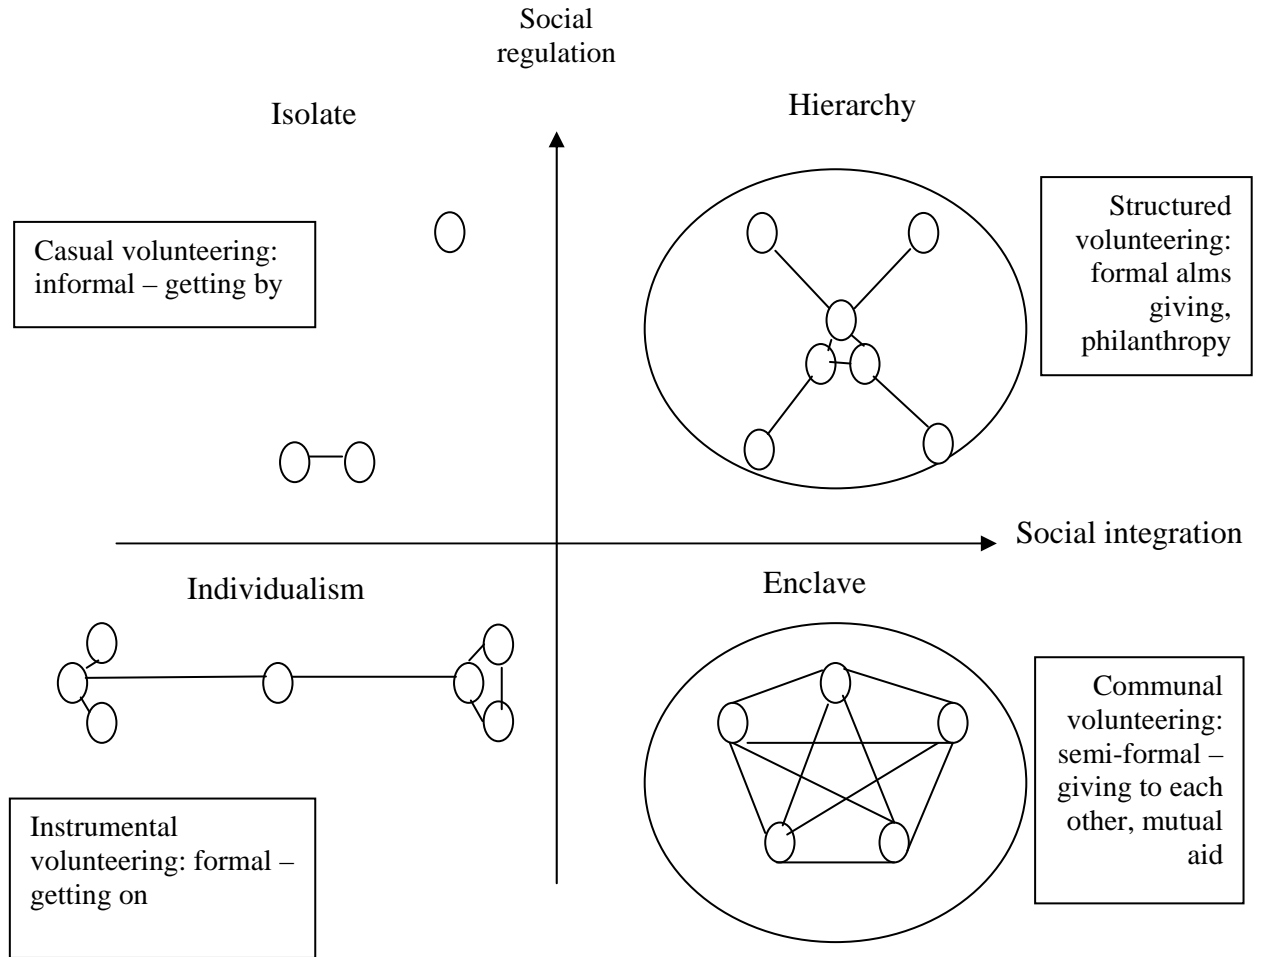 Social
regulation
Isolate
Hierarchy
Casual volunteering:
informal – getting by
Structured
volunteering:
formal alms
giving,
philanthropy
Social integration
Individualism
Enclave
Instrumental
volunteering: formal –
getting on
Communal
volunteering:
semi-formal –
giving to each
other, mutual
aid